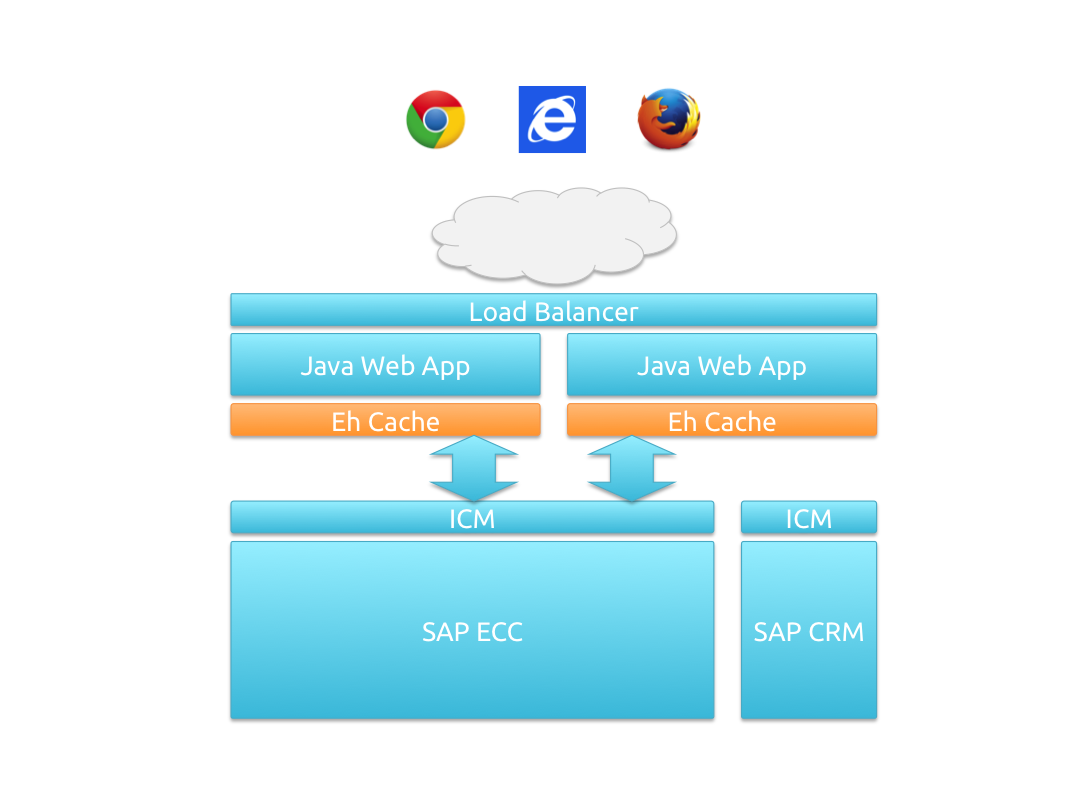 Load Balancer
Java Web App
Java Web App
Eh Cache
Eh Cache
ICM
ICM
SAP ECC
SAP CRM